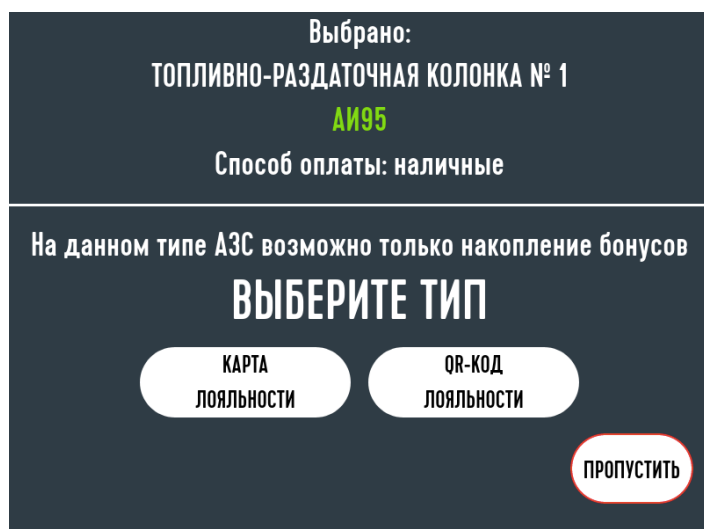 Выбрано:
ТОПЛИВНО-РАЗДАТОЧНАЯ КОЛОНКА № 1
АИ95
Способ оплаты: наличные
На данном типе АЗС возможно только накопление бонусов
ВЫБЕРИТЕ ТИП
КАРТА
ЛОЯЛЬНОСТИ
QR-КОД
ЛОЯЛЬНОСТИ
ПРОПУСТИТЬ